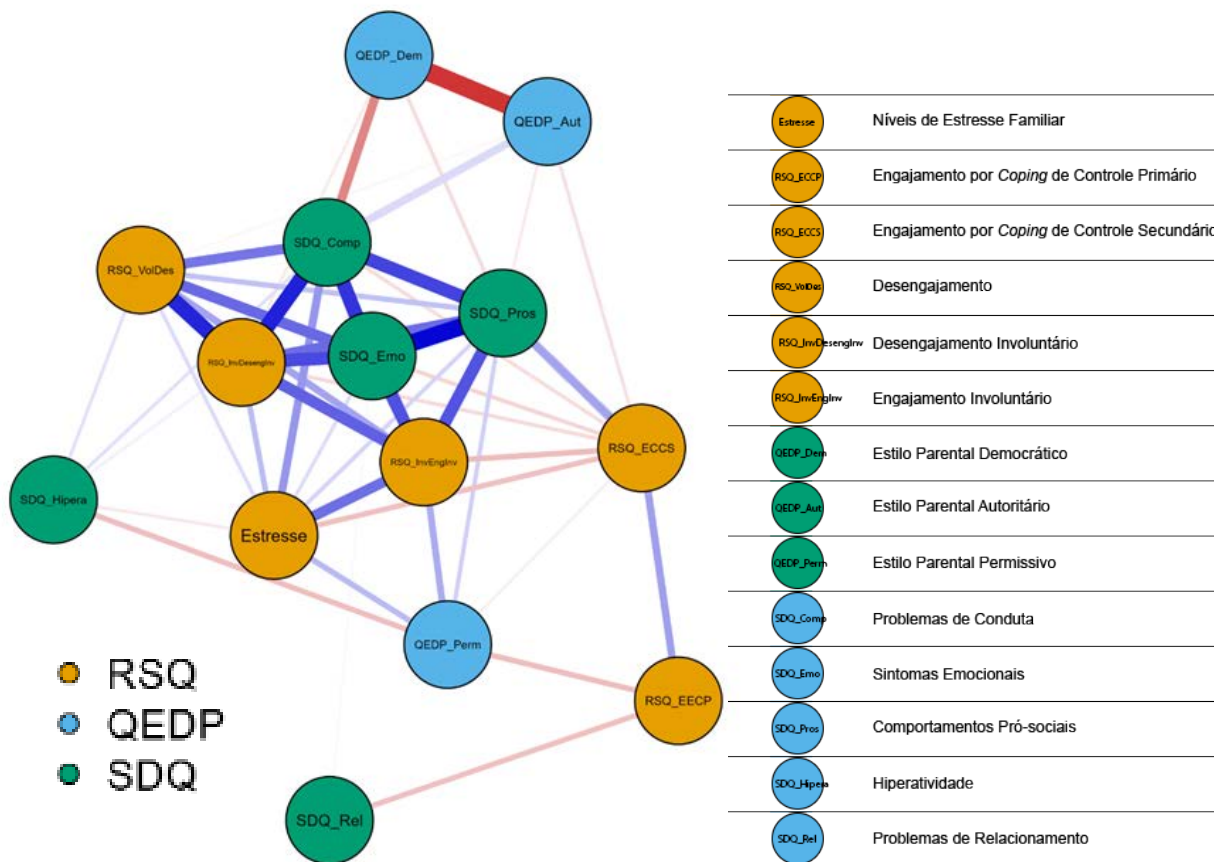 QEDP_Dem
QEDP_Aut
SDQ_Comp
RSQ_VolDes
SDQ_Pros
RSQ_InvDesengInv
SDQ_Emo
RSQ_InvEngInv
RSQ_ECCS
SDQ_Hipera
Estresse
QEDP_Perm
RSQ_EECP
SDQ_Rel
RSQ
QEDP
SDQ
Estresse Níveis de Estresse Familiar
RSQ_ECCP Engajamento por Coping de Controle Primário
RSQ_ECCS Engajamento por Coping de Controle Secundário
RSQ_VolDes Desengajamento
RSQ_InvDesengInv Desengajamento Involuntário
RSQ_InvEngInv Engajamento Involuntário
QEDP_Dem Estilo Parental Democrático
QEDP_Aut Estilo Parental Autoritário
QEDP_Perm Estilo Parental Permissivo
SDQ_Comp Problemas de Conduta
SDQ_Emo Sintomas Emocionais
SDQ_Pros Comportamentos Pró-sociais
SDQ_Hipera Hiperatividade
SDQ_Rel Problemas de Relacionamento